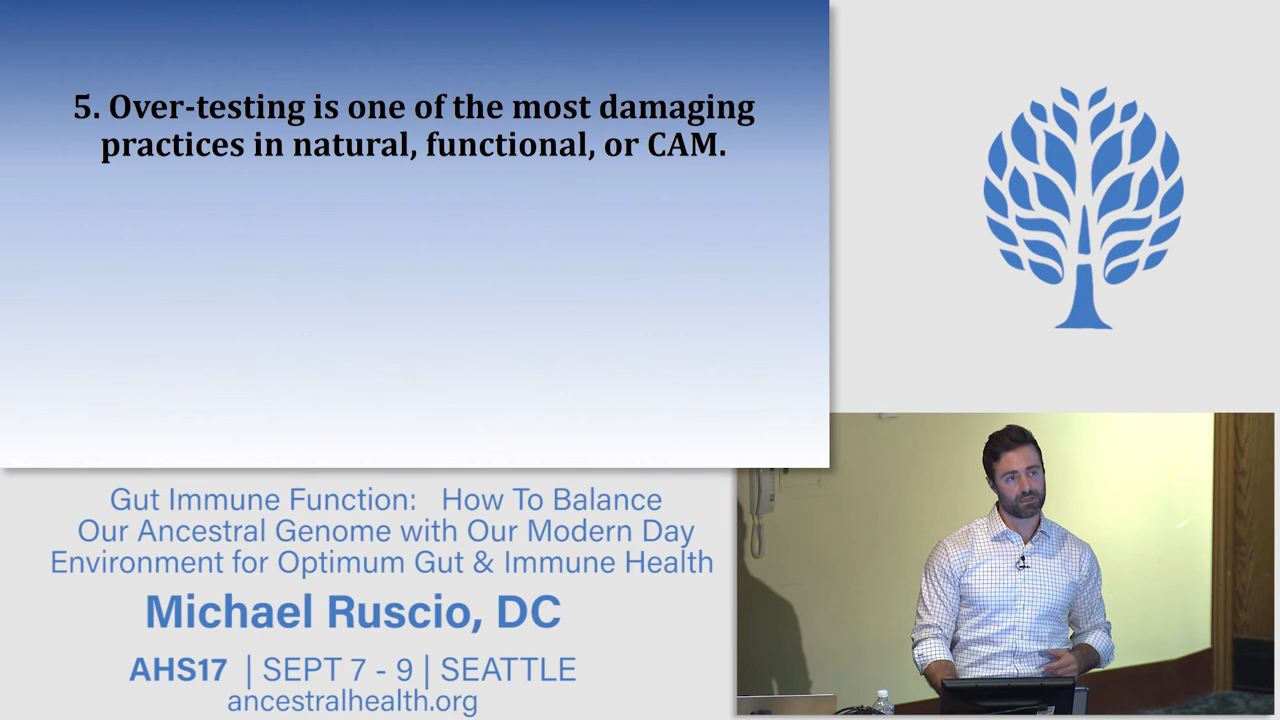 5. Over-testing is one of the most damaging
practices in natural, functional, or CAM.
Gut Immune Function: How To Balance
Our Ancestral Genome with Our Modern Day
Environment for Optimum Gut & Immune Health
Michael Ruscio, DC
AHS17 | SEPT 7 - 9 | SEATTLE
ancestralhealth.org